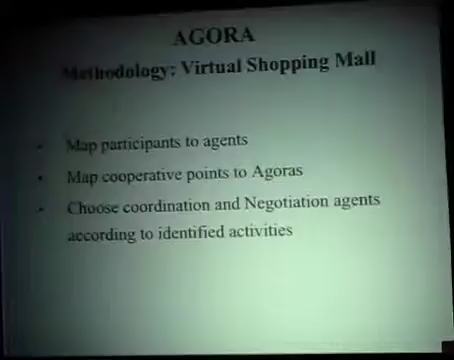 AGORA
Methodology: Virtual Shopping Mall
• Map participants to agents
• Map cooperative points to Agoras
• Choose coordination and Negotiation agents
according to identified activities